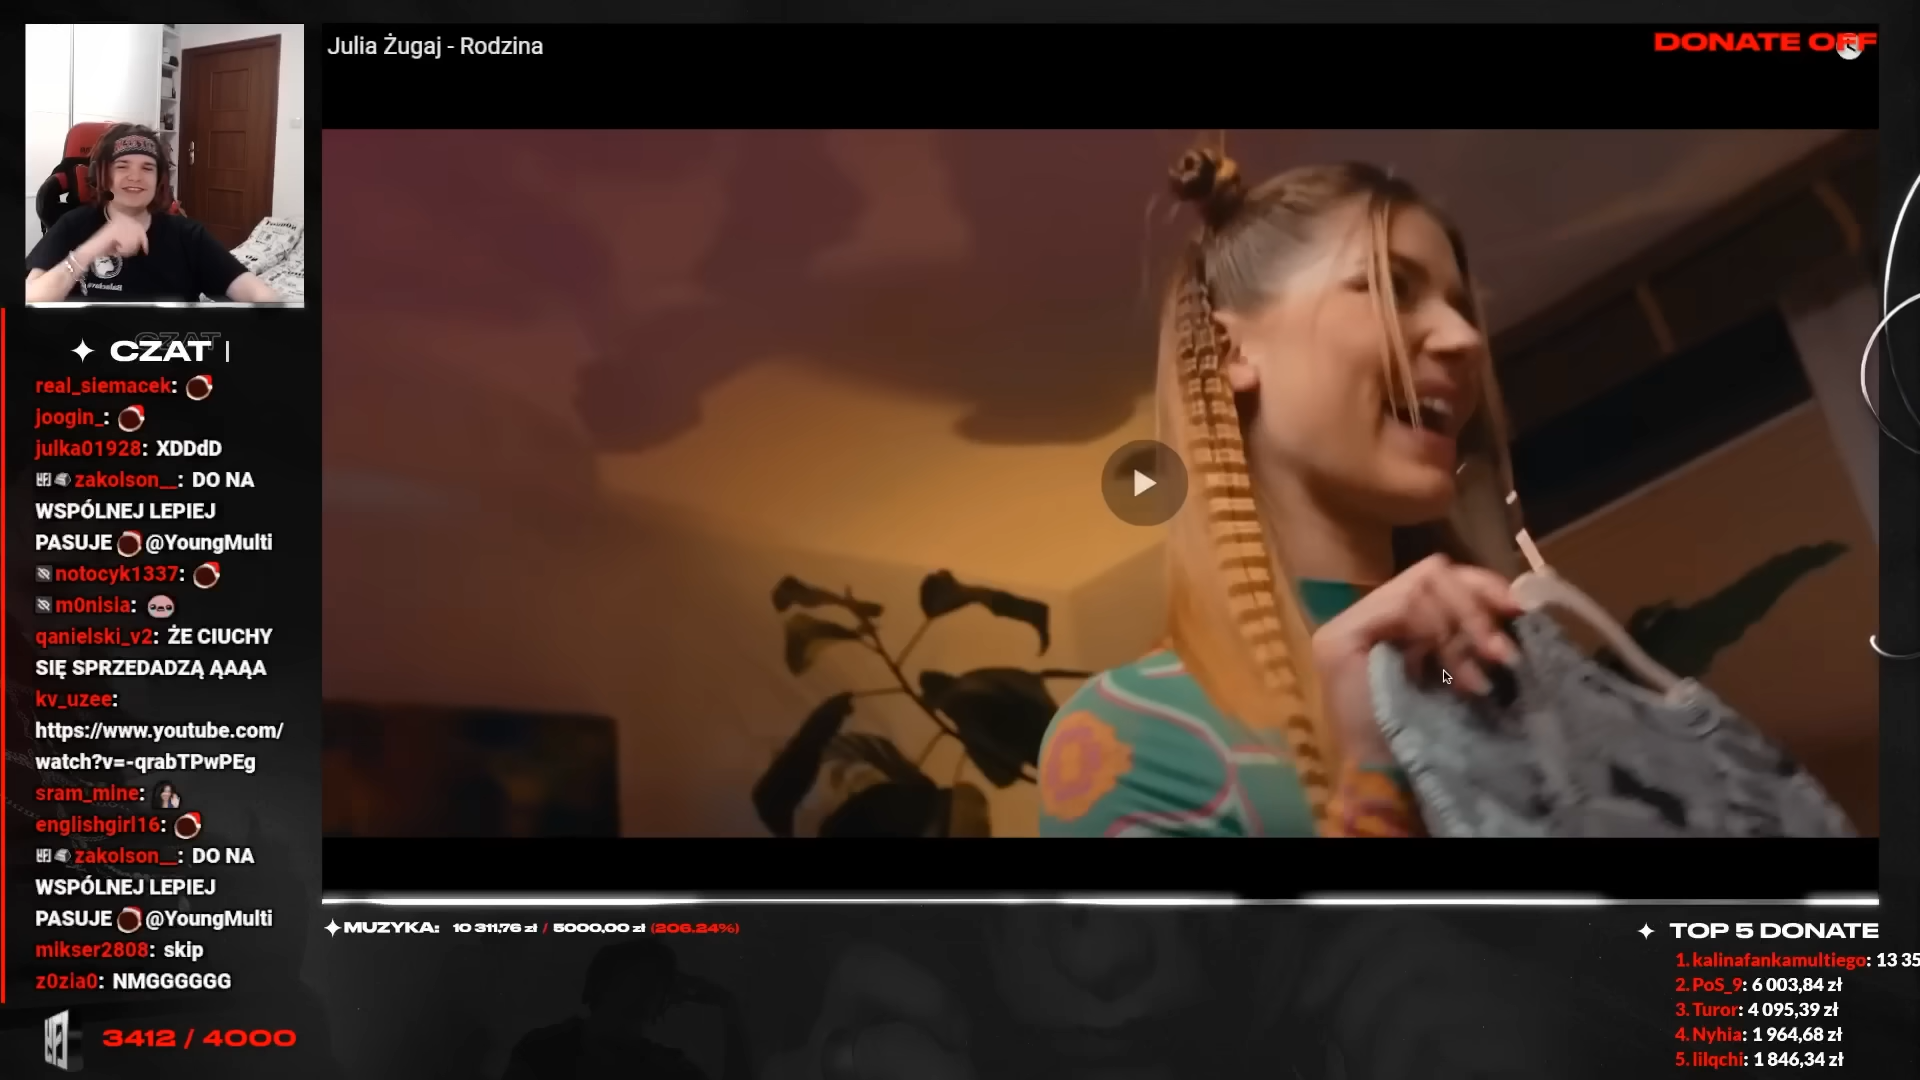 Julia Żugaj - Rodzina
DONATE OFF
CZAT
real_siemacek:
joogin_:
julka01928: XDDdD
zakolson__: DO NA
WSPÓLNEJ LEPIEJ
PASUJE @YoungMulti
notocyk1337:
m0nisia:
qanielski_v2: ŻE CIUCHY
SIĘ SPRZEDADZĄ ĄAĄA
kv_uzee:
https://www.youtube.com/
watch?v=-qrabTPwPEg
sram_mine:
englishgirl16:
zakolson__: DO NA
WSPÓLNEJ LEPIEJ
PASUJE @YoungMulti
mikser2808: skip
z0zia0: NMGGGGGG
3412 / 4000
MUZYKA: 10 311,76 zł / 5000,00 zł (206.24%)
TOP 5 DONATE
1. kalinafankamultiego: 13 35
2. PoS_9: 6 003,84 zł
3. Turor: 4 095,39 zł
4. Nyhia: 1 964,68 zł
5. lilqchi: 1 846,34 zł